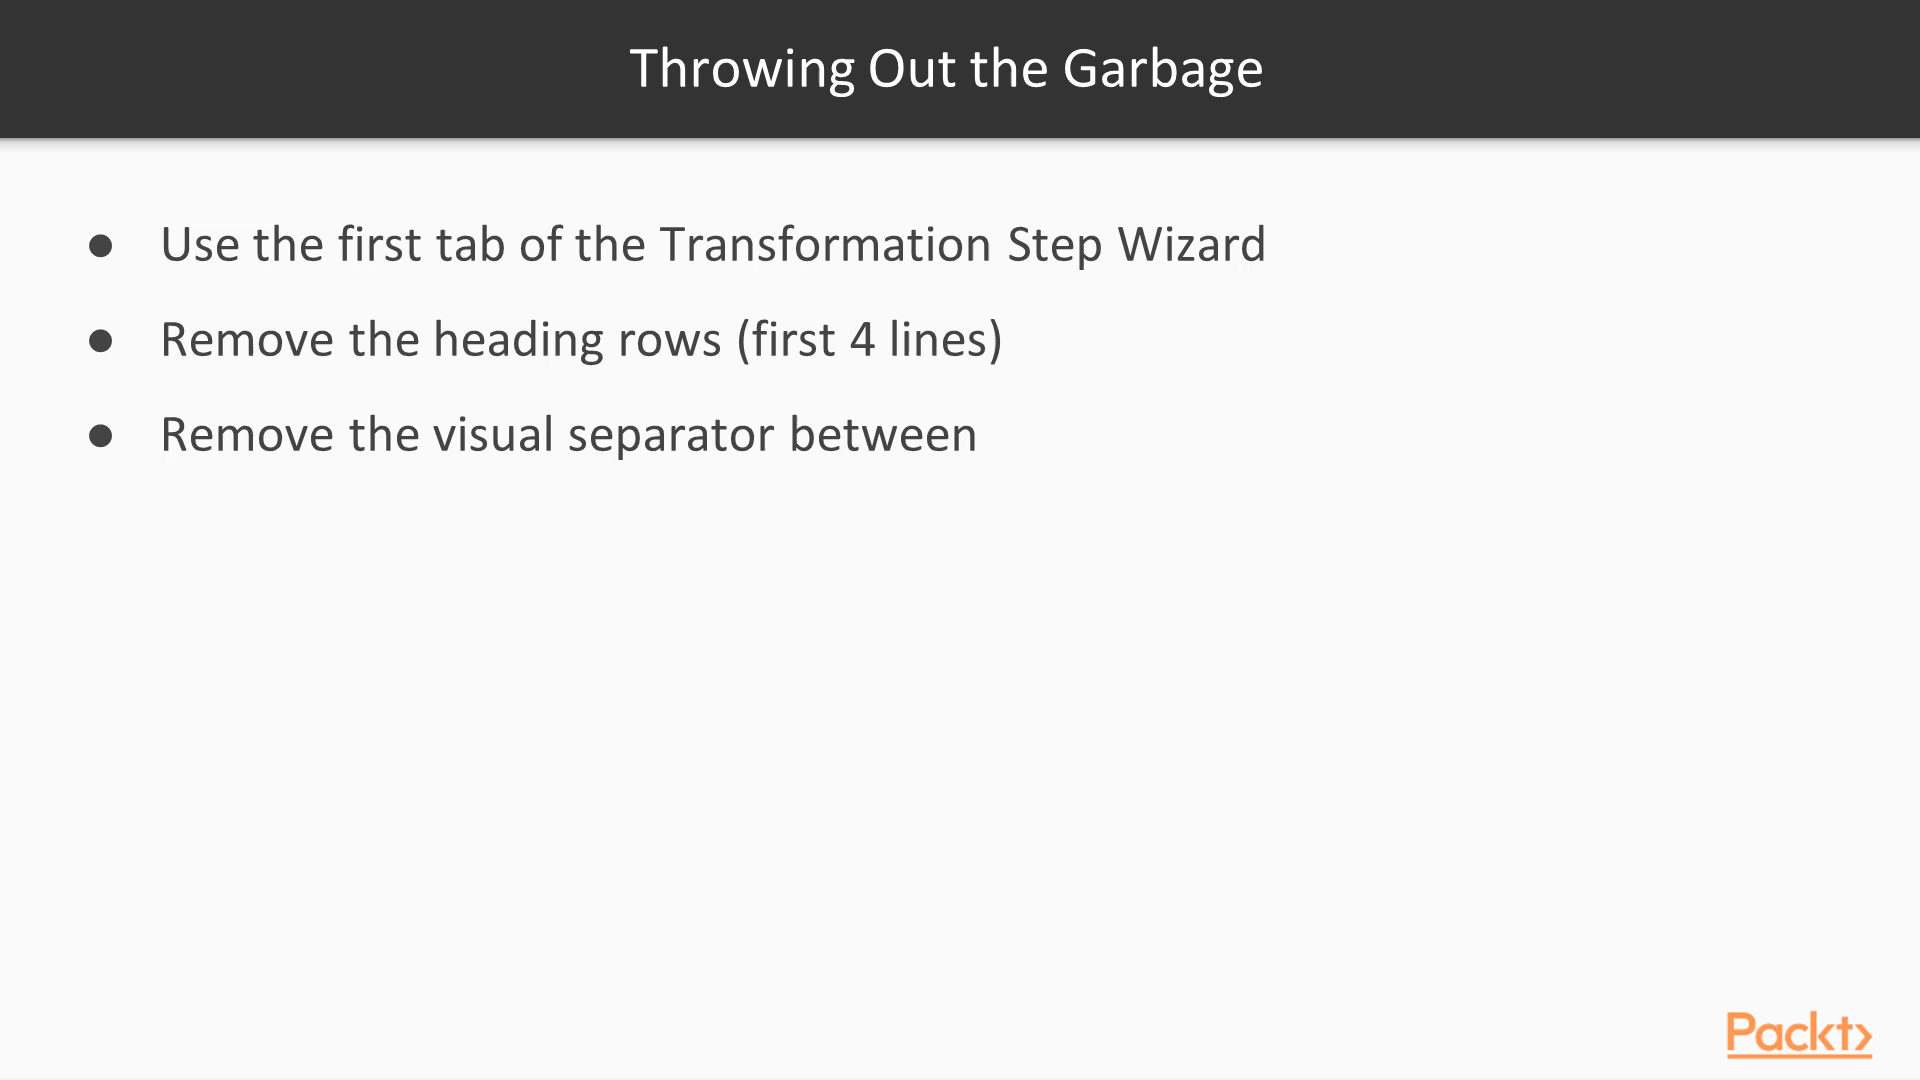 Throwing Out the Garbage
● Use the first tab of the Transformation Step Wizard
● Remove the heading rows (first 4 lines)
● Remove the visual separator between
Packt>